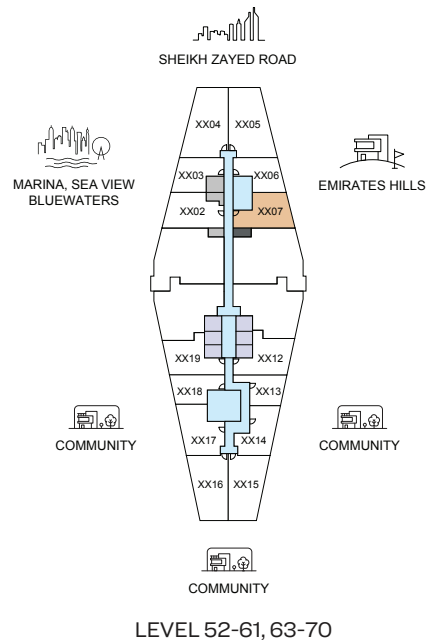 SHEIKH ZAYED ROAD
XX04 XX05
MARINA, SEA VIEW
BLUEWATERS
XX03 XX06
EMIRATES HILLS
XX02 XX07
XX19 XX12
XX18 XX13
COMMUNITY
XX17 XX14
COMMUNITY
XX16 XX15
COMMUNITY
LEVEL 52-61, 63-70